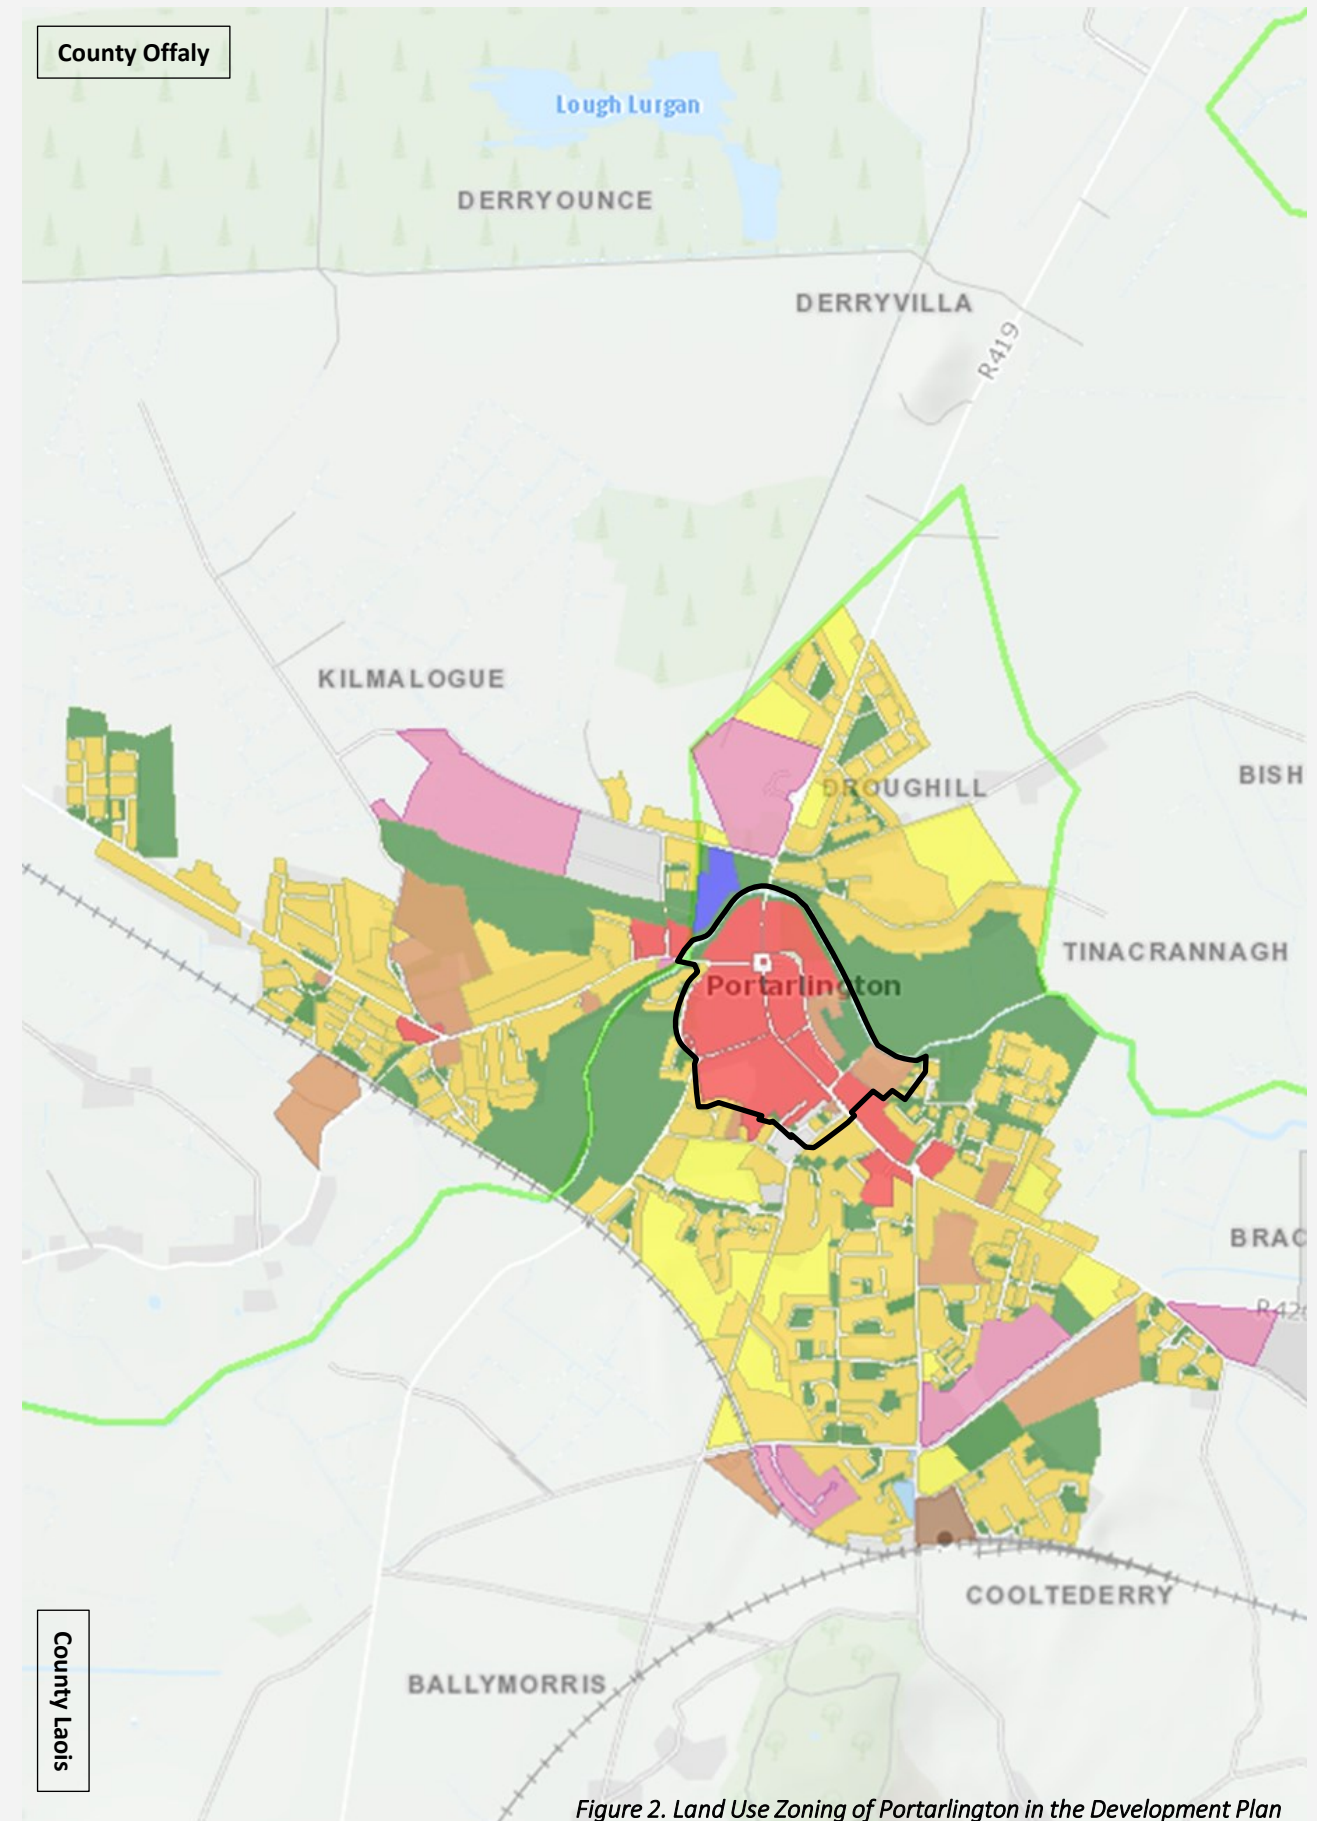 County Offaly
Lough Lurgan
DERRYOUNCE
DERRYVILLA
R419
KILMALOGUE
DROUGHILL
BISH
TINACRANNAGH
Portarlington
BRAC
R420
COOLTEDERRY
BALLYMORRIS
County Laois
Figure 2. Land Use Zoning of Portarlington in the Development Plan